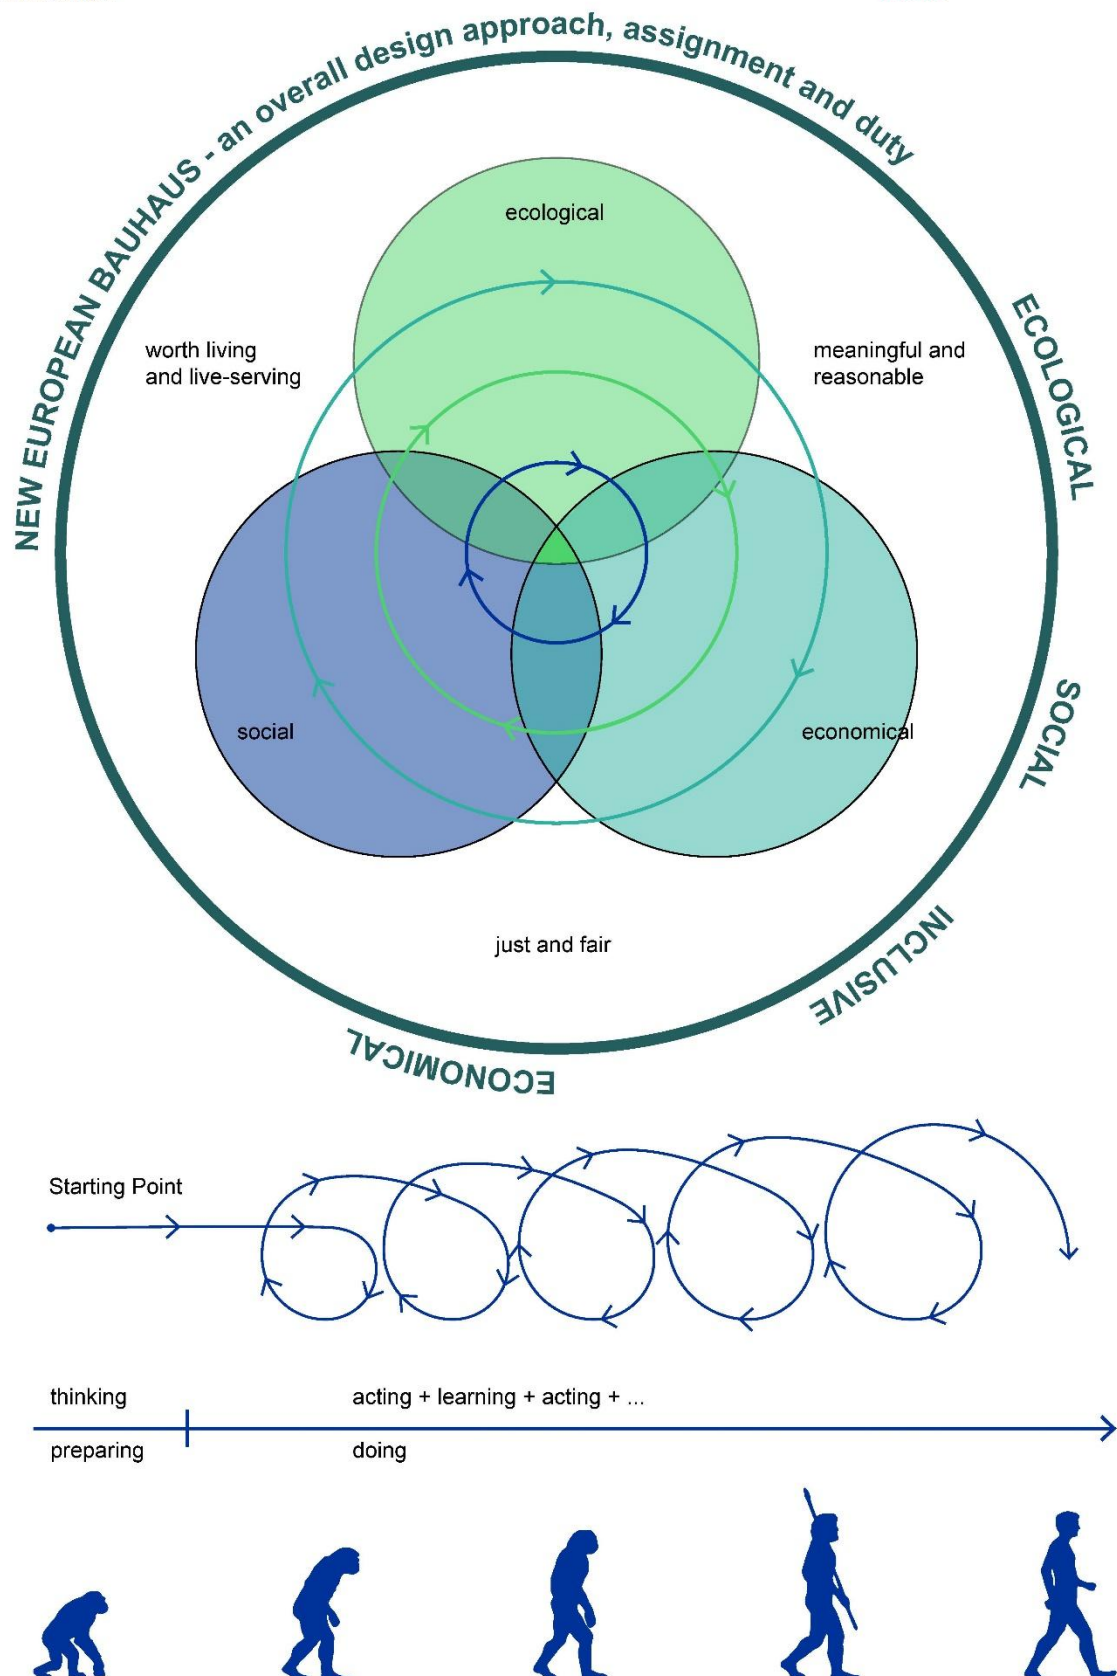 NEW EUROPEAN BAUHAUS - an overall design approach, assignment and duty
ECOLOGICAL
SOCIAL
INCLUSIVE
ECONOMICAL
ecological
worth living
and live-serving
meaningful and
reasonable
social
economical
just and fair
Starting Point
thinking
acting + learning + acting + ...
preparing
doing